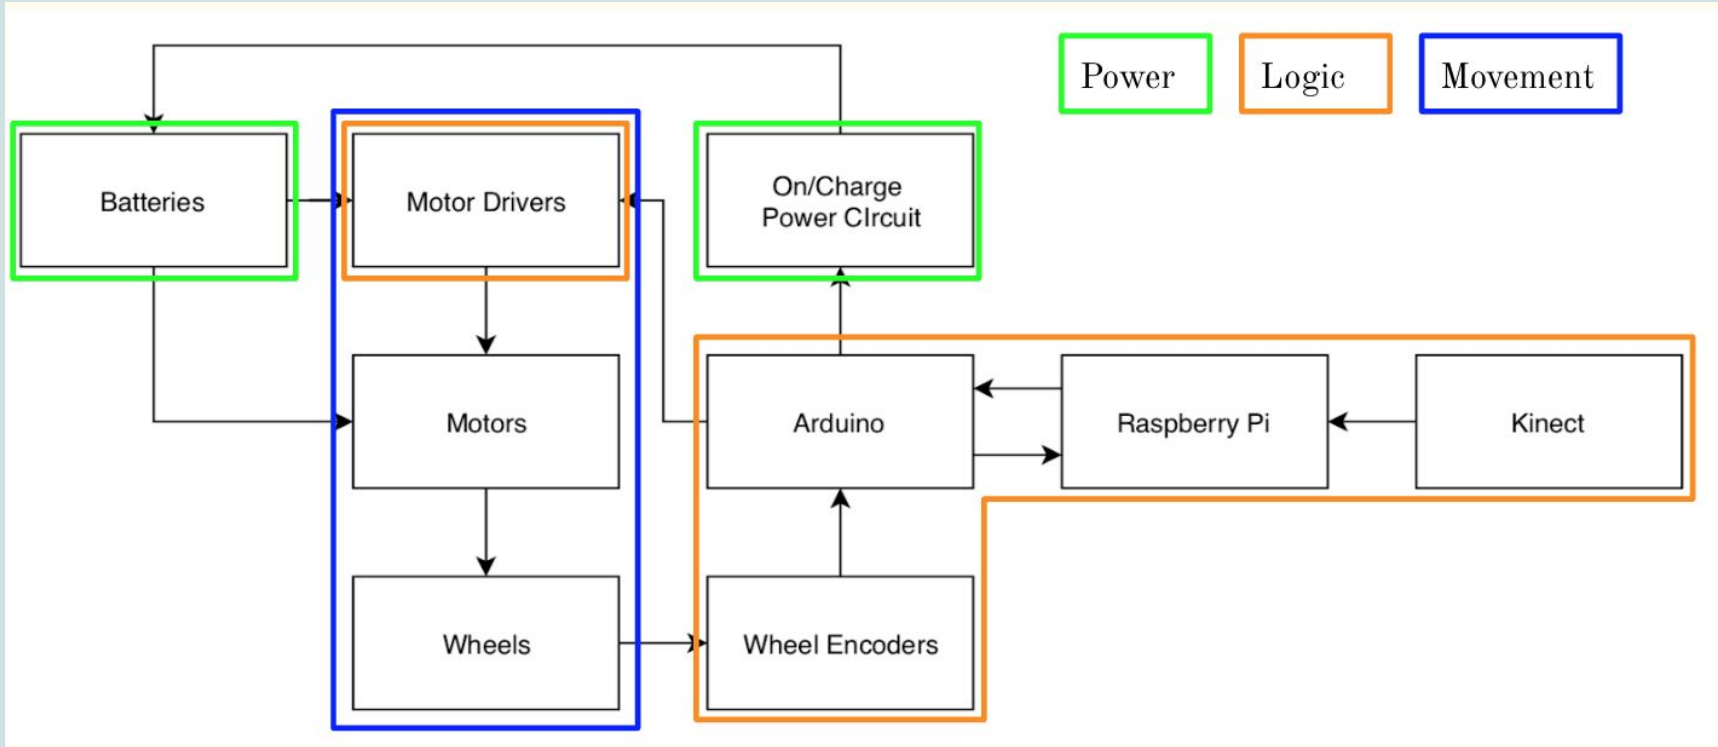 Power
Logic
Movement
Batteries
Motor Drivers
On/Charge
Power CIrcuit
Motors
Arduino
Raspberry Pi
Kinect
Wheels
Wheel Encoders